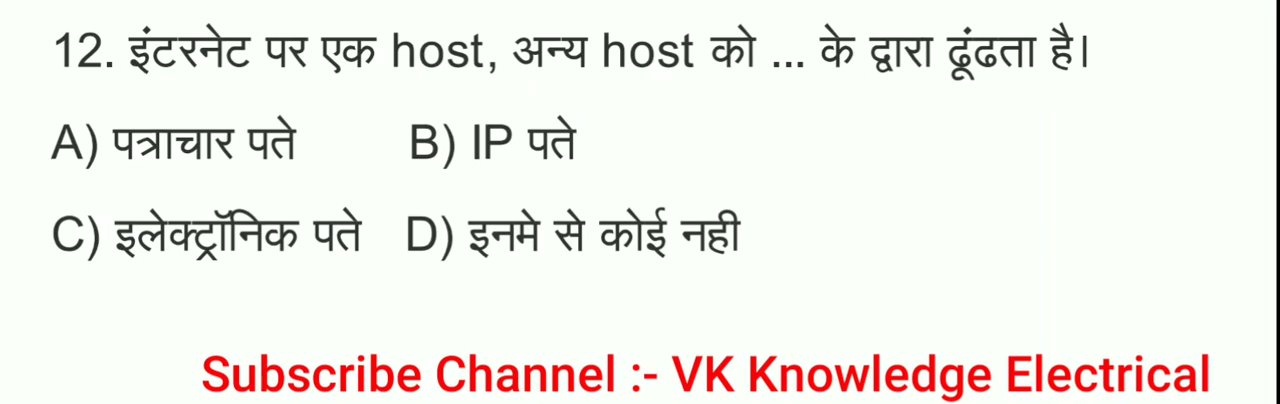 12. इंटरनेट पर एक host, अन्य host को ... के द्वारा ढूंढता है।
A) पत्राचार पते B) IP पते
C) इलेक्ट्रॉनिक पते D) इनमे से कोई नही
Subscribe Channel :- VK Knowledge Electrical